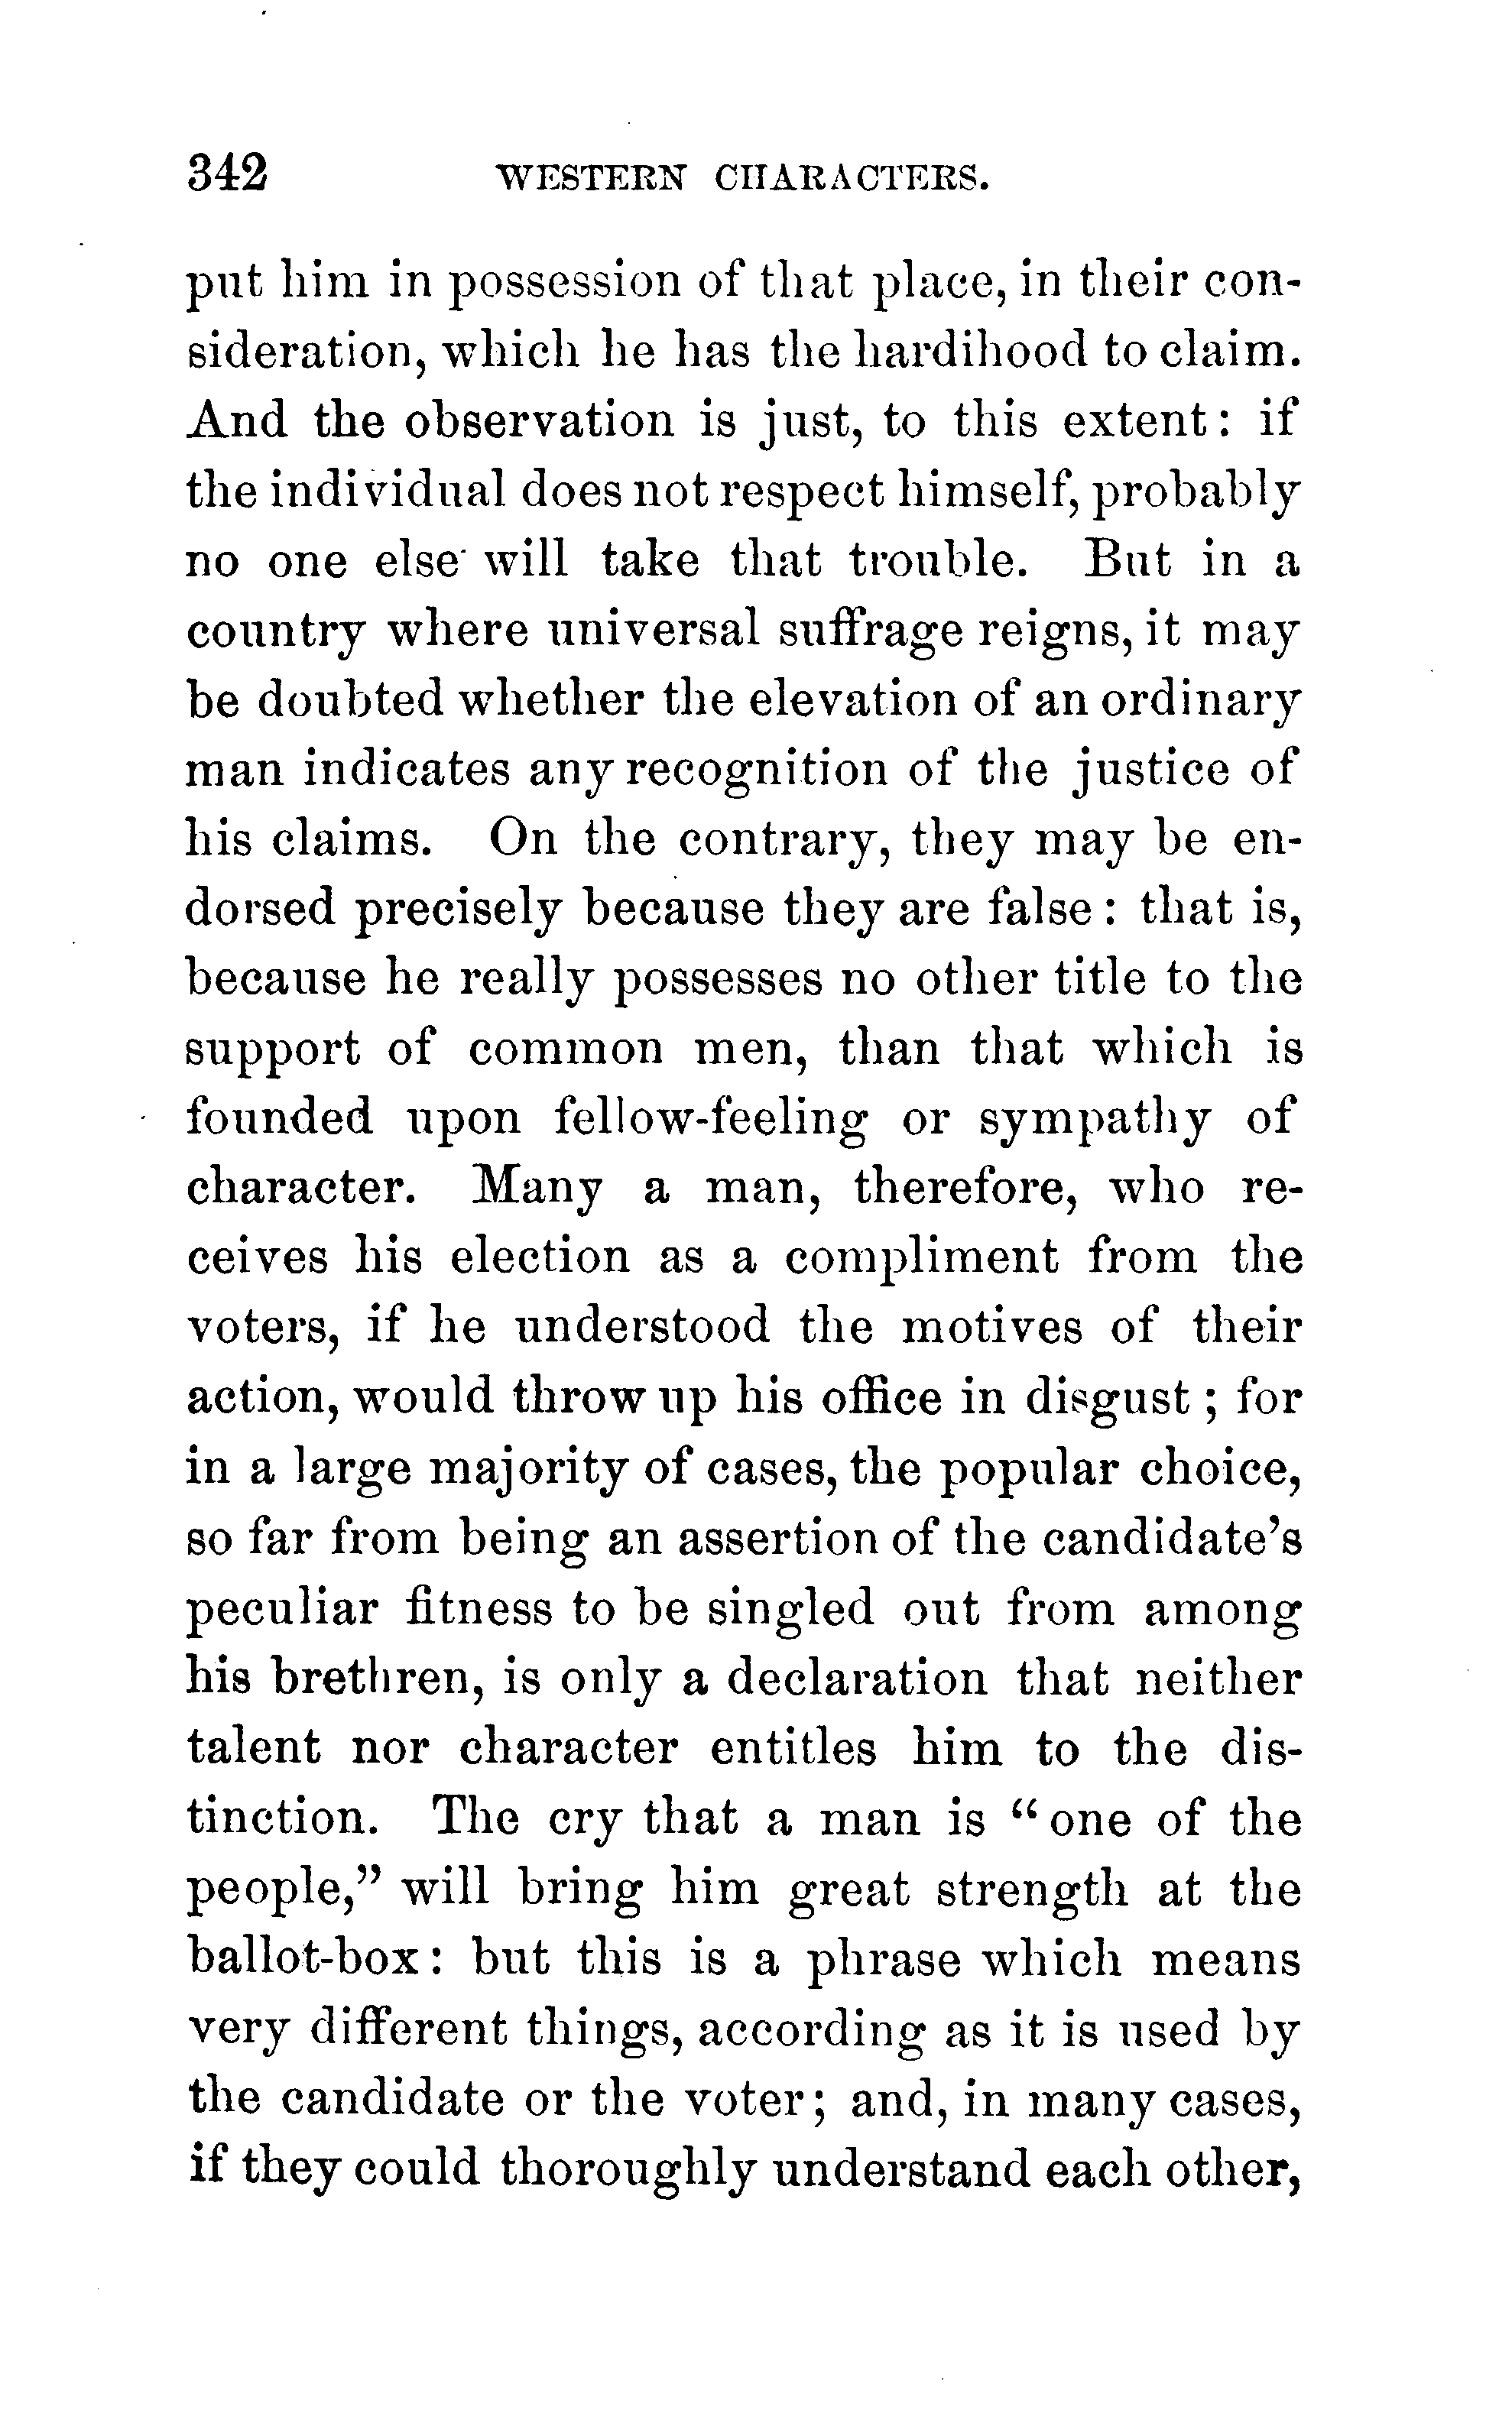 342 WESTERN CHARACTERS.
put him in possession of that place, in their con-
sideration, which he has the hardihood to claim.
And the observation is just, to this extent: if
the individual does not respect himself, probably
no one else will take that trouble. But in a
country where universal suffrage reigns, it may
be doubted whether the elevation of an ordinary
man indicates any recognition of the justice of
his claims. On the contrary, they may be en-
dorsed precisely because they are false: that is,
because he really possesses no other title to the
support of common men, than that which is
founded upon fellow-feeling or sympathy of
character. Many a man, therefore, who re-
ceives his election as a compliment from the
voters, if he understood the motives of their
action, would throw up his office in disgust; for
in a large majority of cases, the popular choice,
so far from being an assertion of the candidate's
peculiar fitness to be singled out from among
his brethren, is only a declaration that neither
talent nor character entitles him to the dis-
tinction. The cry that a man is "one of the
people," will bring him great strength at the
ballot-box: but this is a phrase which means
very different things, according as it is used by
the candidate or the voter; and, in many cases,
if they could thoroughly understand each other,